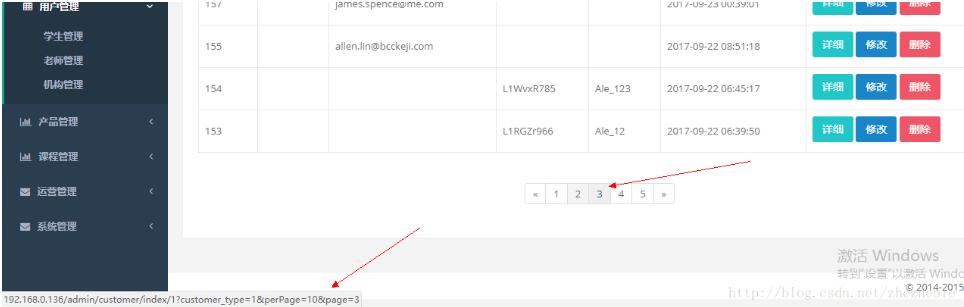 用户管理
学生管理
老师管理
机构管理
产品管理
课程管理
运营管理
系统管理
157 james.spence@me.com 2017-09-23 00:39:01 详细 修改 删除
155 allen.lin@bcckeji.com 2017-09-22 08:51:18 详细 修改 删除
154 L1WvxR785 Ale_123 2017-09-22 06:45:17 详细 修改 删除
153 L1RGZr966 Ale_12 2017-09-22 06:39:50 详细 修改 删除
« 1 2 3 4 5 »
激活 Windows
转到"设置"以激活 Windo
© 2014-2015
192.168.0.136/admin/customer/index/1?customer_type=1&perPage=10&page=3